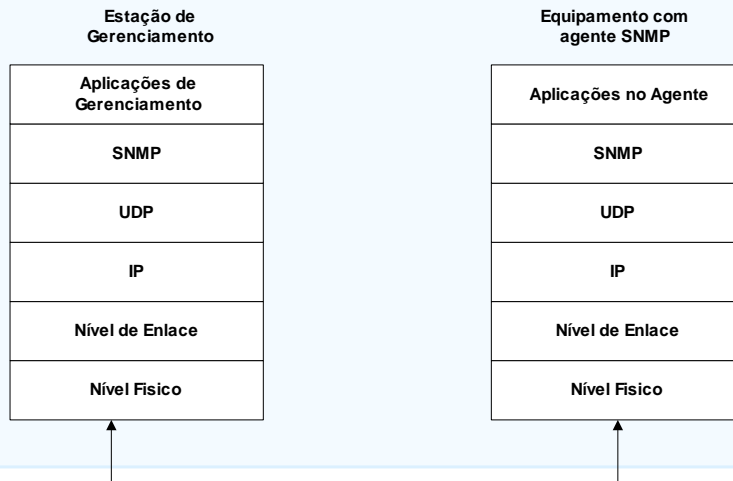 Estação de
Gerenciamento
Aplicações de
Gerenciamento
SNMP
UDP
IP
Nível de Enlace
Nível Fisico
Equipamento com
agente SNMP
Aplicações no Agente
SNMP
UDP
IP
Nível de Enlace
Nível Fisico